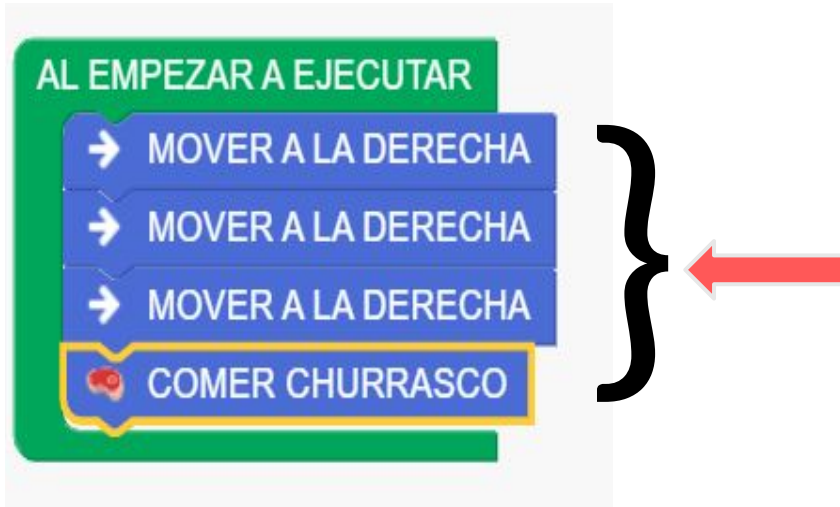 AL EMPEZAR A EJECUTAR
MOVER A LA DERECHA
MOVER A LA DERECHA
MOVER A LA DERECHA
COMER CHURRASCO